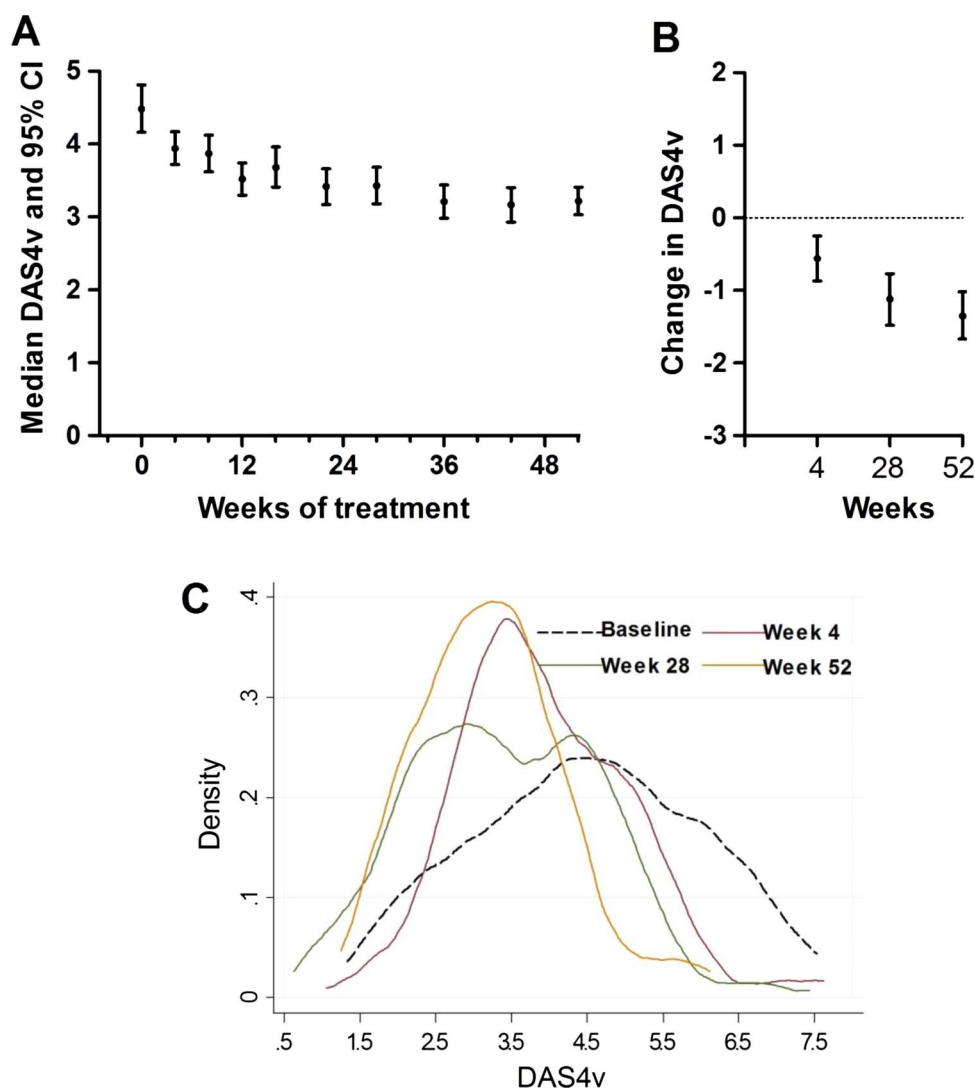 A
Median DAS4v and 95% CI
5
4
3
2
1
0
0 12 24 36 48
Weeks of treatment
B
Change in DAS4v
2
1
0
-1
-2
-3
4 28 52
Weeks
C
Density
.4
.3
.2
.1
0
Baseline Week 4
Week 28 Week 52
.5 1.5 2.5 3.5 4.5 5.5 6.5 7.5
DAS4v